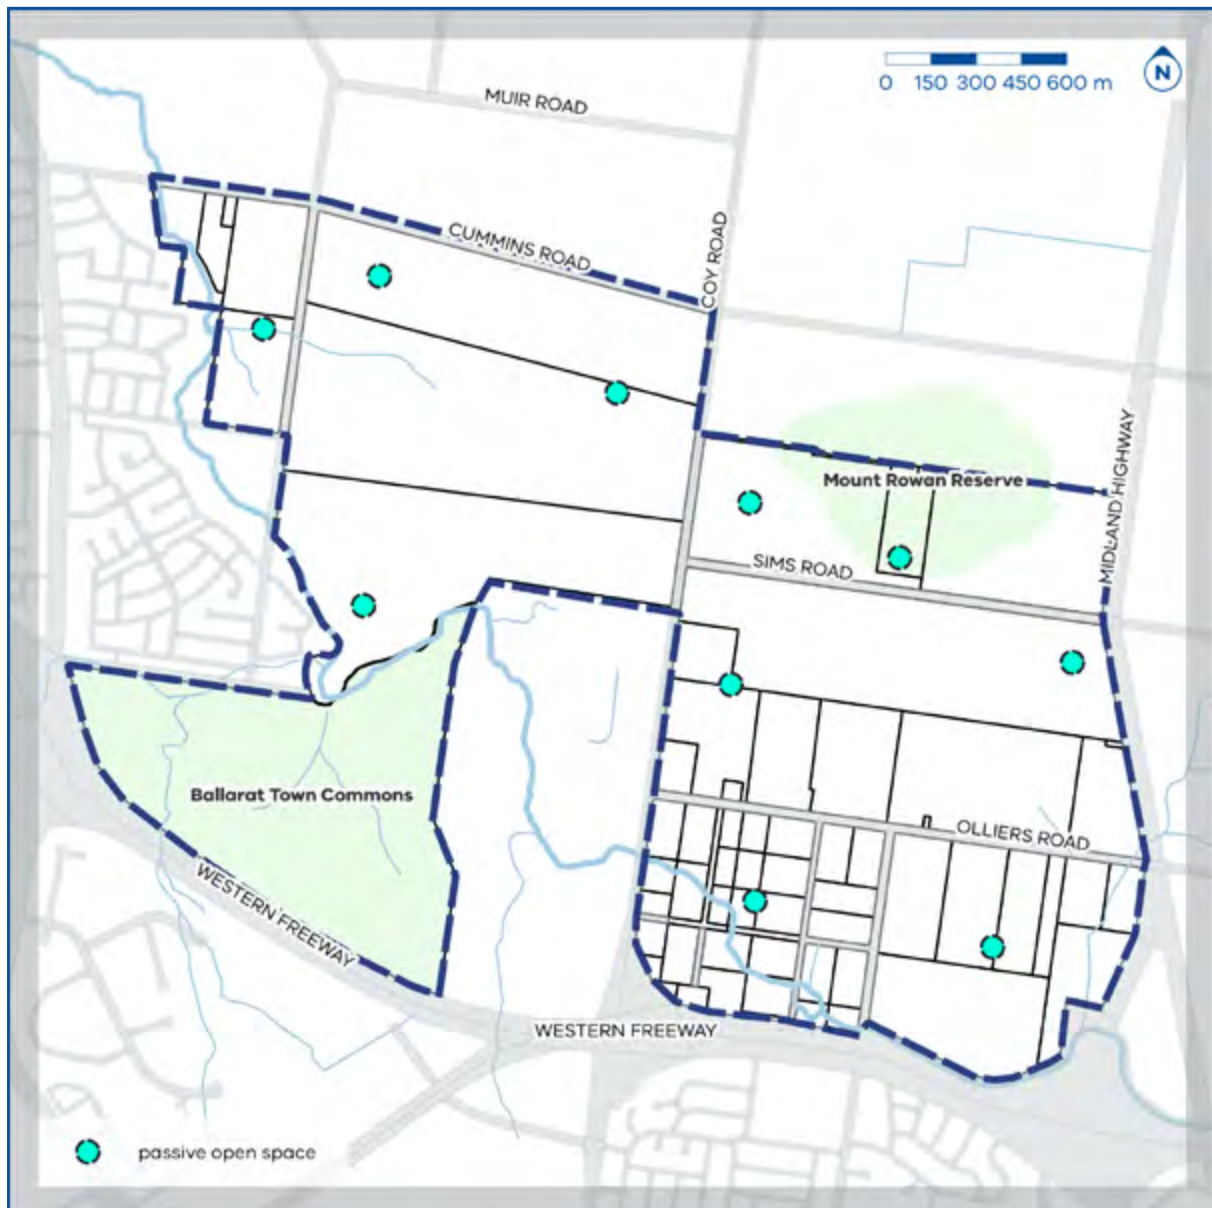 0 150 300 450 600 m
N
MUIR ROAD
CUMMINS ROAD
COY ROAD
MIDLAND HIGHWAY
Mount Rowan Reserve
SIMS ROAD
Ballarat Town Commons
OLLIERS ROAD
WESTERN FREEWAY
WESTERN FREEWAY
passive open space